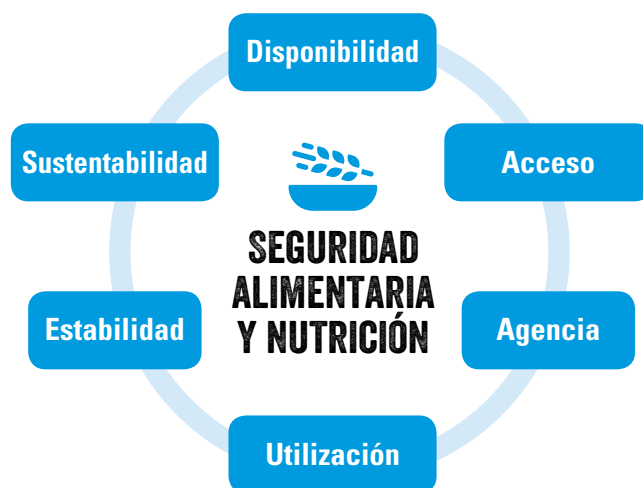 Disponibilidad
Sustentabilidad
Acceso
SEGURIDAD
ALIMENTARIA
Y NUTRICIÓN
Estabilidad
Agencia
Utilización